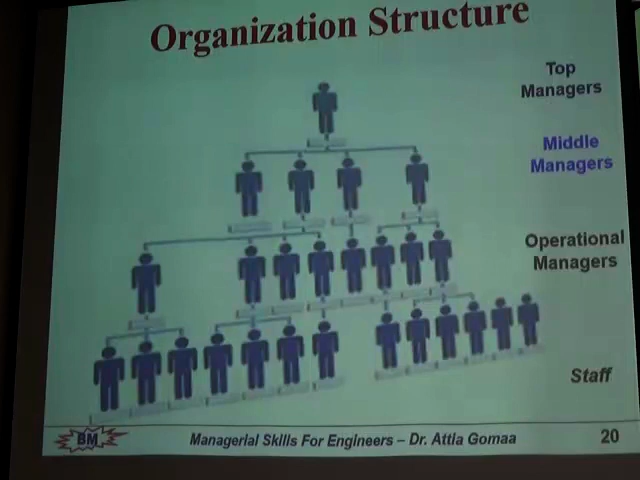 Organization Structure
Top
Managers
Middle
Managers
Operational
Managers
Staff
BM
Managerial Skills For Engineers – Dr. Attia Gomaa
20